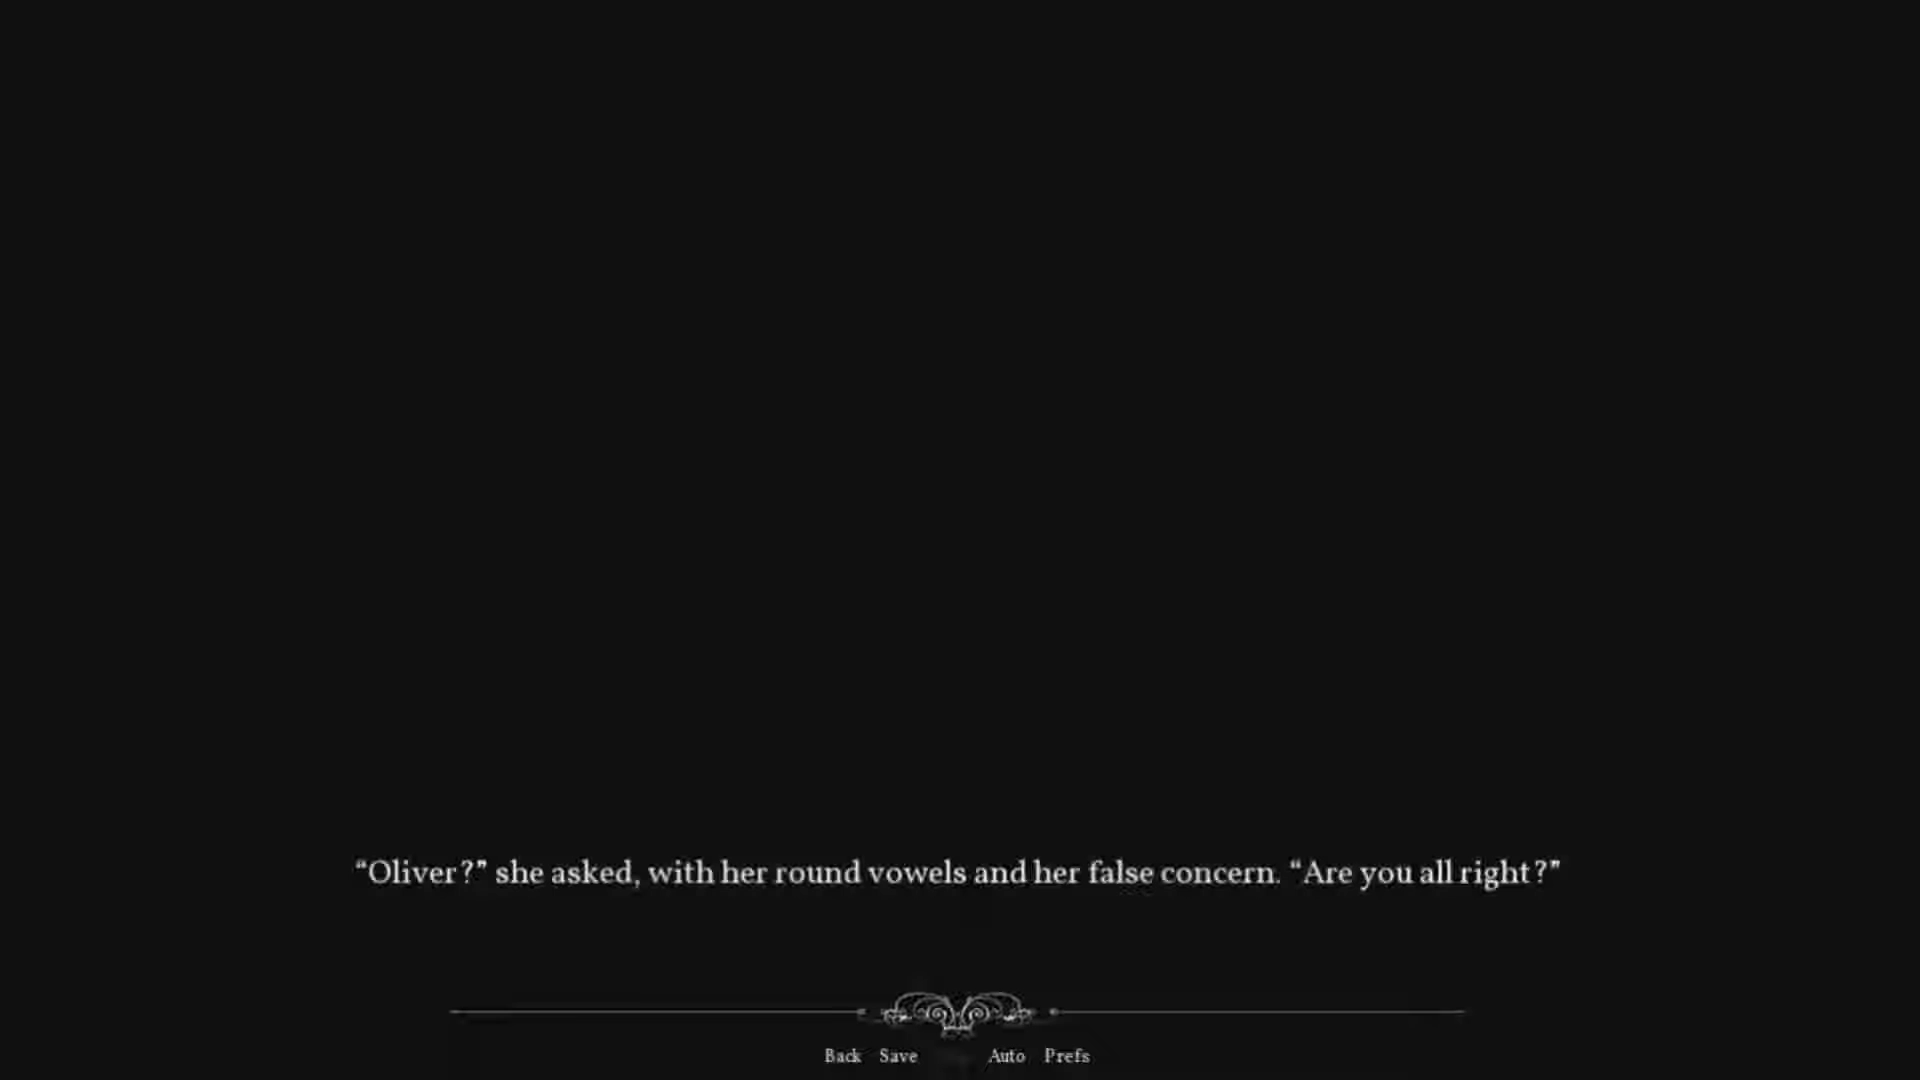 “Oliver?” she asked, with her round vowels and her false concern. “Are you all right?”
Back Save Auto Prefs